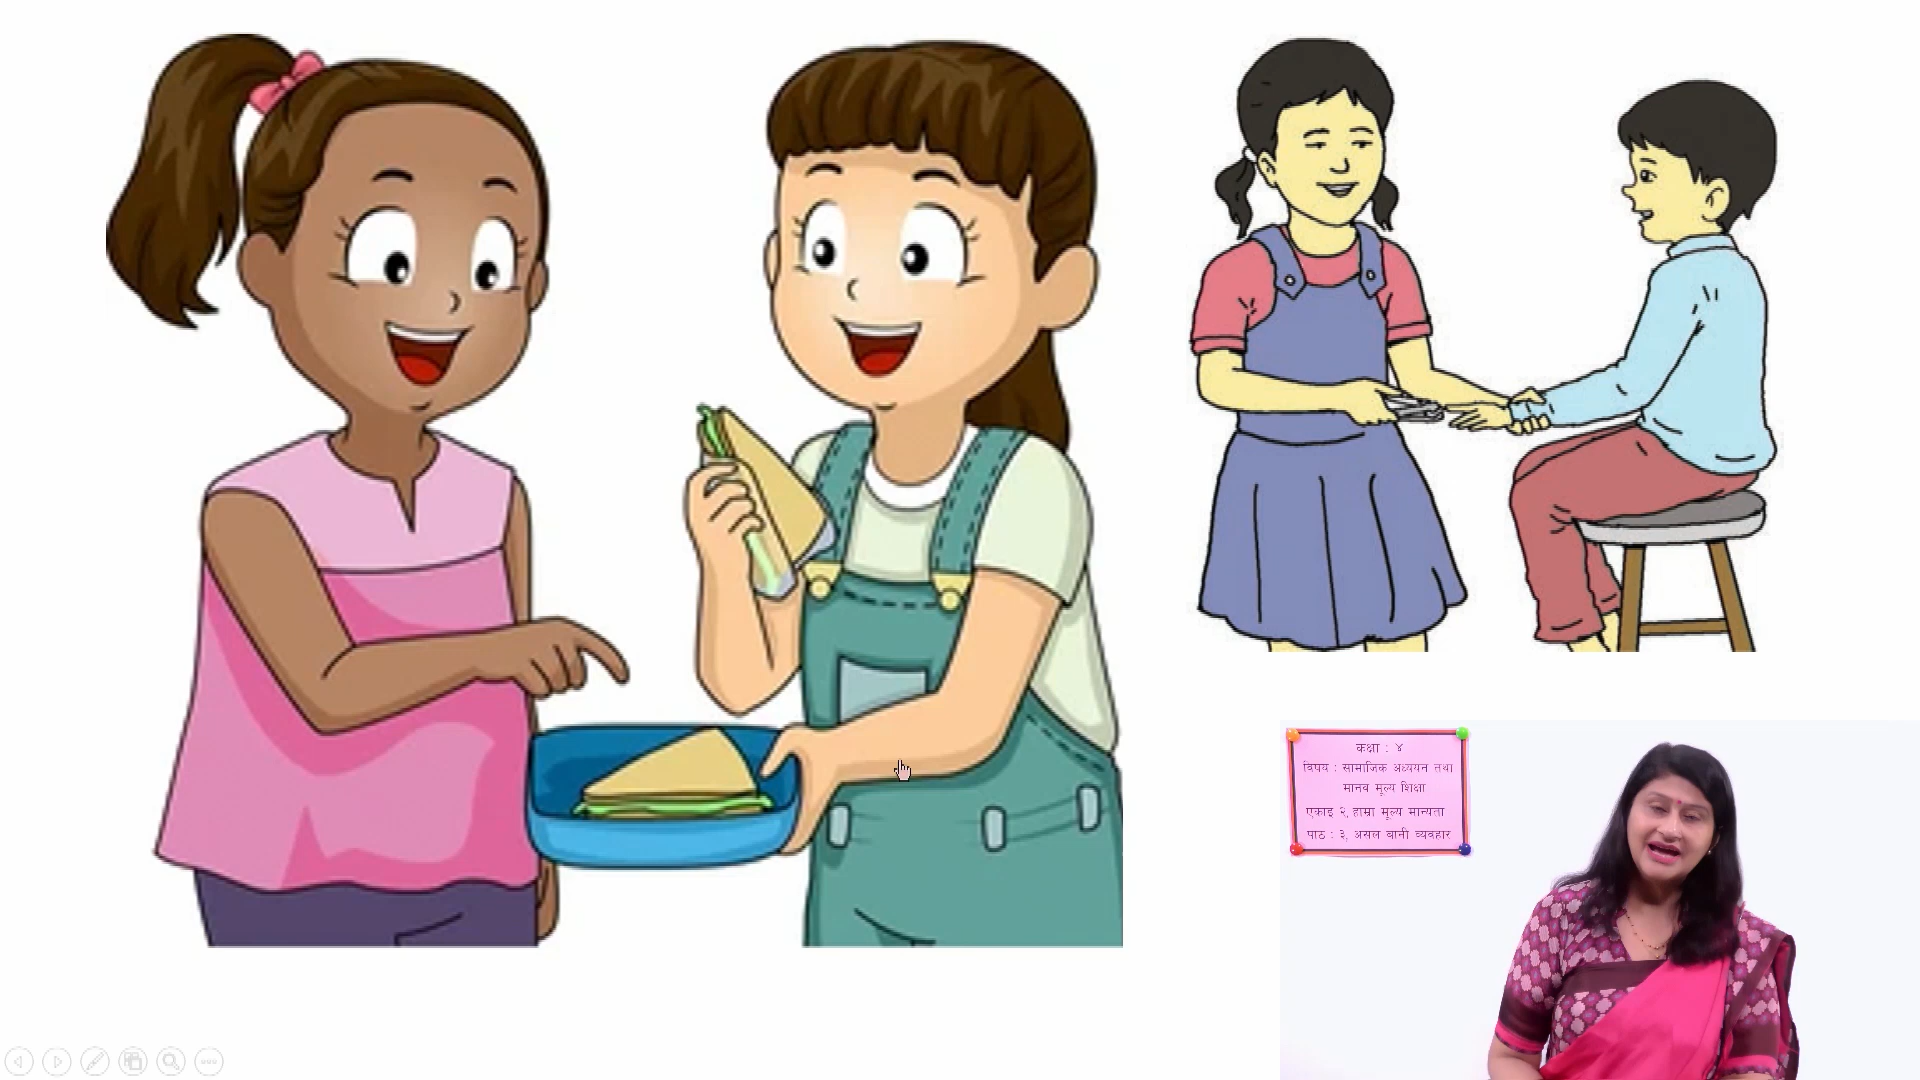 कक्षा : ४
विषय : सामाजिक अध्ययन तथा
मानव मूल्य शिक्षा
एकाइ २, हाम्रा मूल्य मान्यता
पाठ : ३, असल बानी व्यवहार